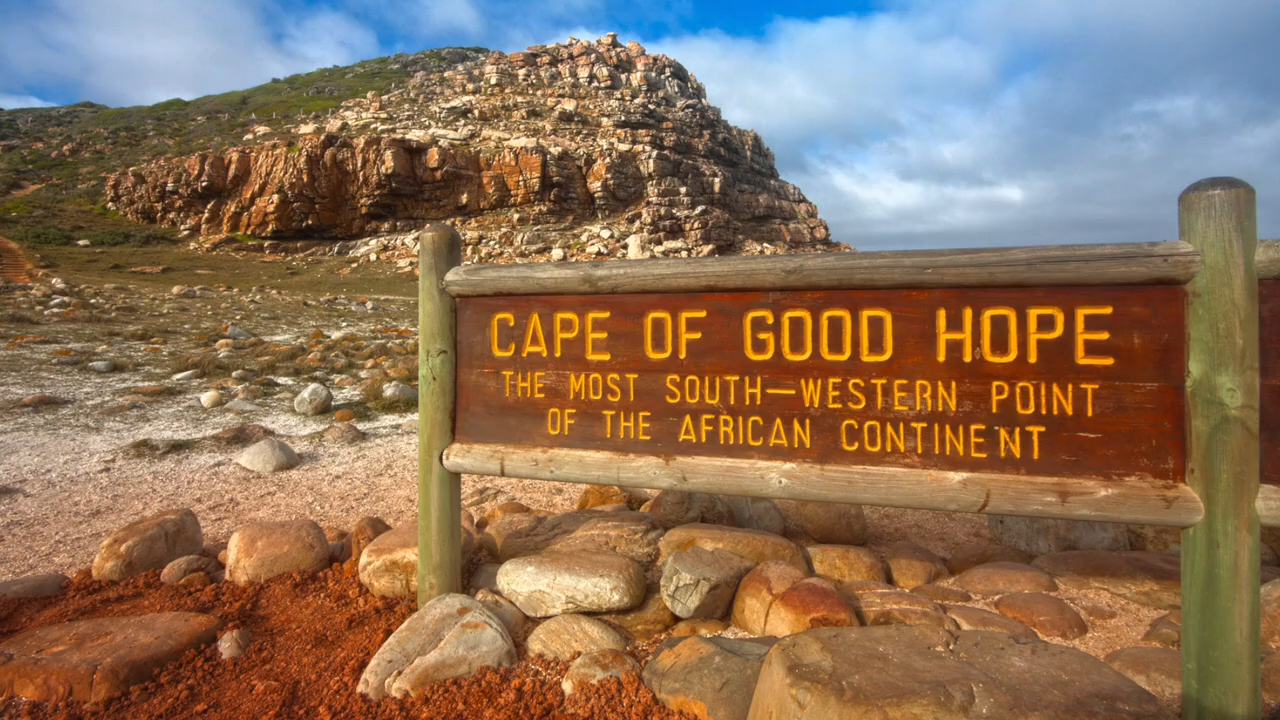 CAPE OF GOOD HOPE
THE MOST SOUTH-WESTERN POINT
OF THE AFRICAN CONTINENT